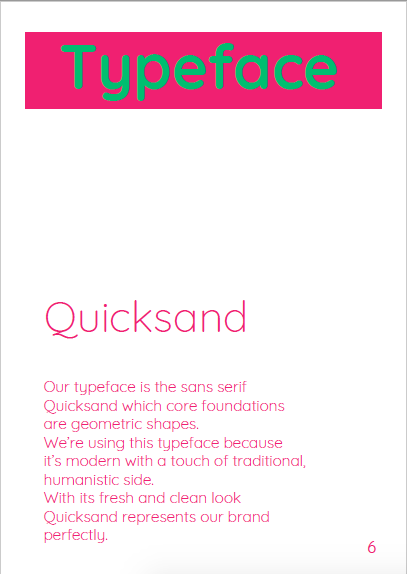 Typeface
Quicksand
Our typeface is the sans serif
Quicksand which core foundations
are geometric shapes.
We're using this typeface because
it's modern with a touch of traditional,
humanistic side.
With its fresh and clean look
Quicksand represents our brand
perfectly.
6